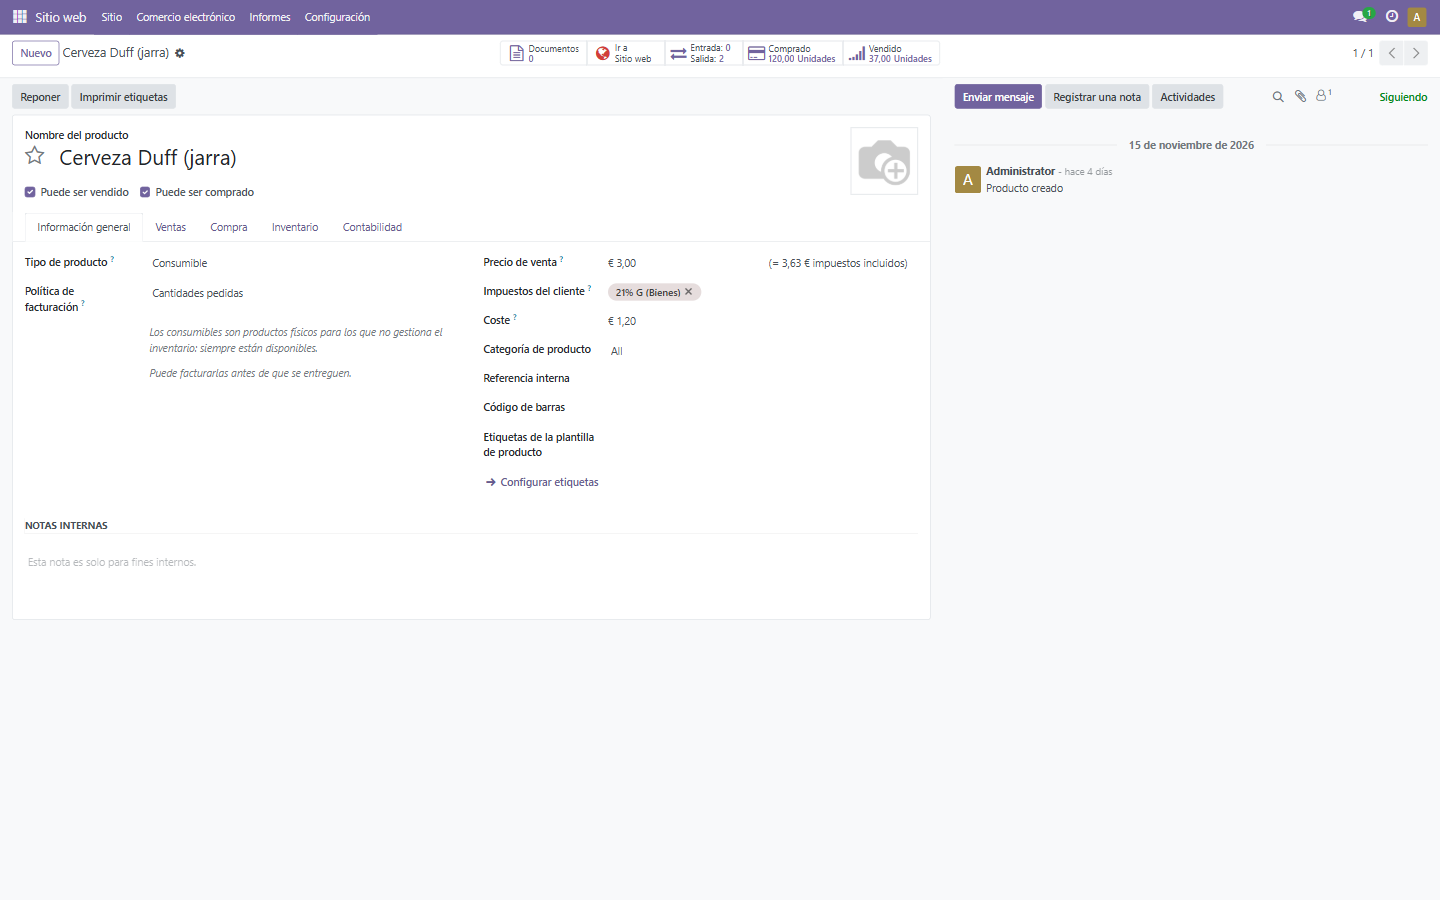 Sitio web Sitio Comercio electrónico Informes Configuración 1 A
Nuevo Cerveza Duff (jarra)
Documentos 0
Ir a Sitio web
Entrada: 0 Salida: 2
Comprado 120,00 Unidades
Vendido 37,00 Unidades
1 / 1
Reponer Imprimir etiquetas
Enviar mensaje Registrar una nota Actividades 1 Siguiendo
Nombre del producto
Cerveza Duff (jarra)
Puede ser vendido Puede ser comprado
Información general Ventas Compra Inventario Contabilidad
Tipo de producto ? Consumible
Política de facturación ? Cantidades pedidas
Los consumibles son productos físicos para los que no gestiona el
inventario: siempre están disponibles.
Puede facturarlas antes de que se entreguen.
Precio de venta ? € 3,00 (= 3,63 € impuestos incluidos)
Impuestos del cliente ? 21% G (Bienes) ✕
Coste ? € 1,20
Categoría de producto All
Referencia interna
Código de barras
Etiquetas de la plantilla
de producto
Configurar etiquetas
NOTAS INTERNAS
Esta nota es solo para fines internos.
15 de noviembre de 2026
A Administrator - hace 4 días
Producto creado